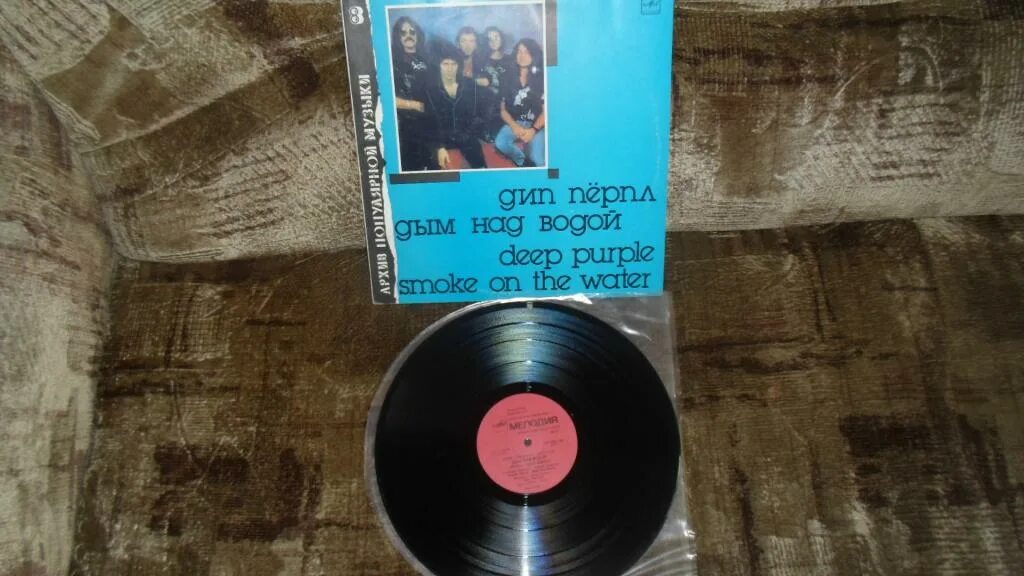 АРХИВ ПОПУЛЯРНОЙ МУЗЫКИ 3
дип пёрпл
дым над водой
deep purple
smoke on the water
МЕЛОДИЯ